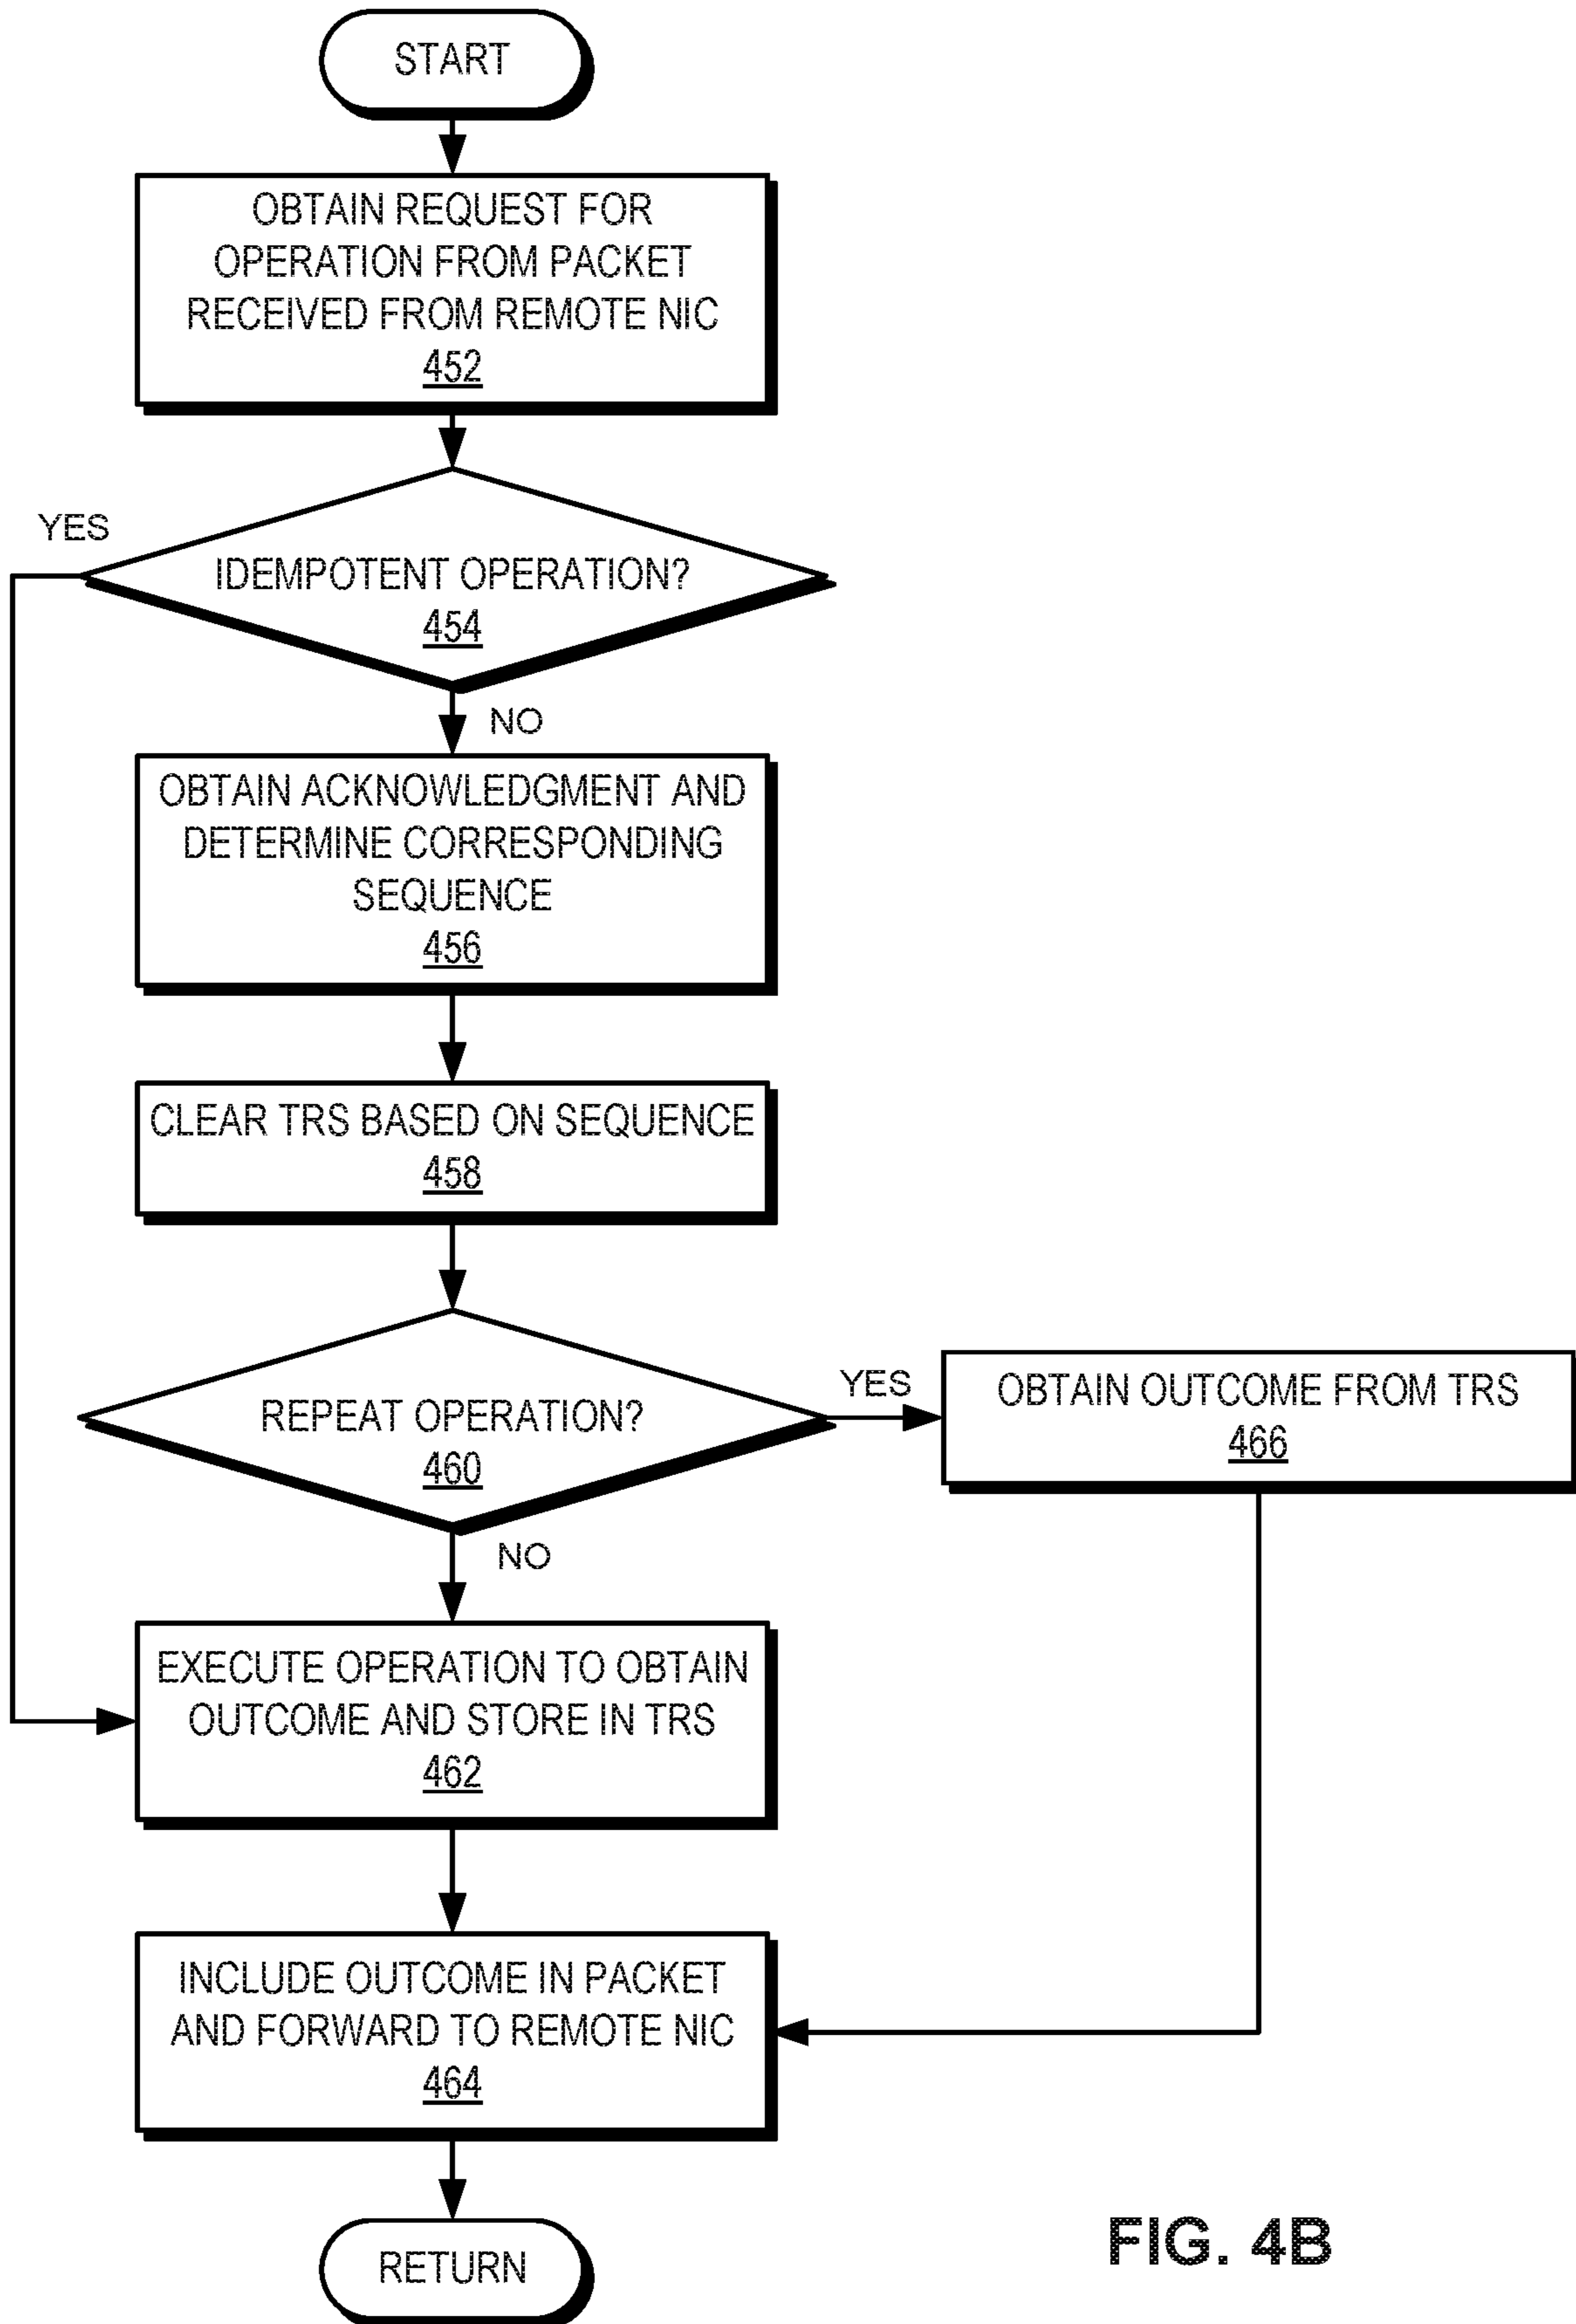 START
OBTAIN REQUEST FOR
OPERATION FROM PACKET
RECEIVED FROM REMOTE NIC
452
YES
IDEMPOTENT OPERATION?
454
NO
OBTAIN ACKNOWLEDGMENT AND
DETERMINE CORRESPONDING
SEQUENCE
456
CLEAR TRS BASED ON SEQUENCE
458
REPEAT OPERATION?
460
YES
OBTAIN OUTCOME FROM TRS
466
NO
EXECUTE OPERATION TO OBTAIN
OUTCOME AND STORE IN TRS
462
INCLUDE OUTCOME IN PACKET
AND FORWARD TO REMOTE NIC
464
RETURN
FIG. 4B